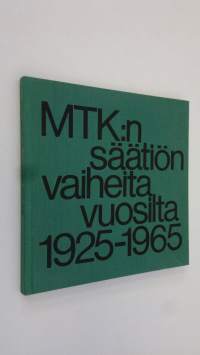 MTK:n
säätiön
vaiheita
vuosilta
1925-1965